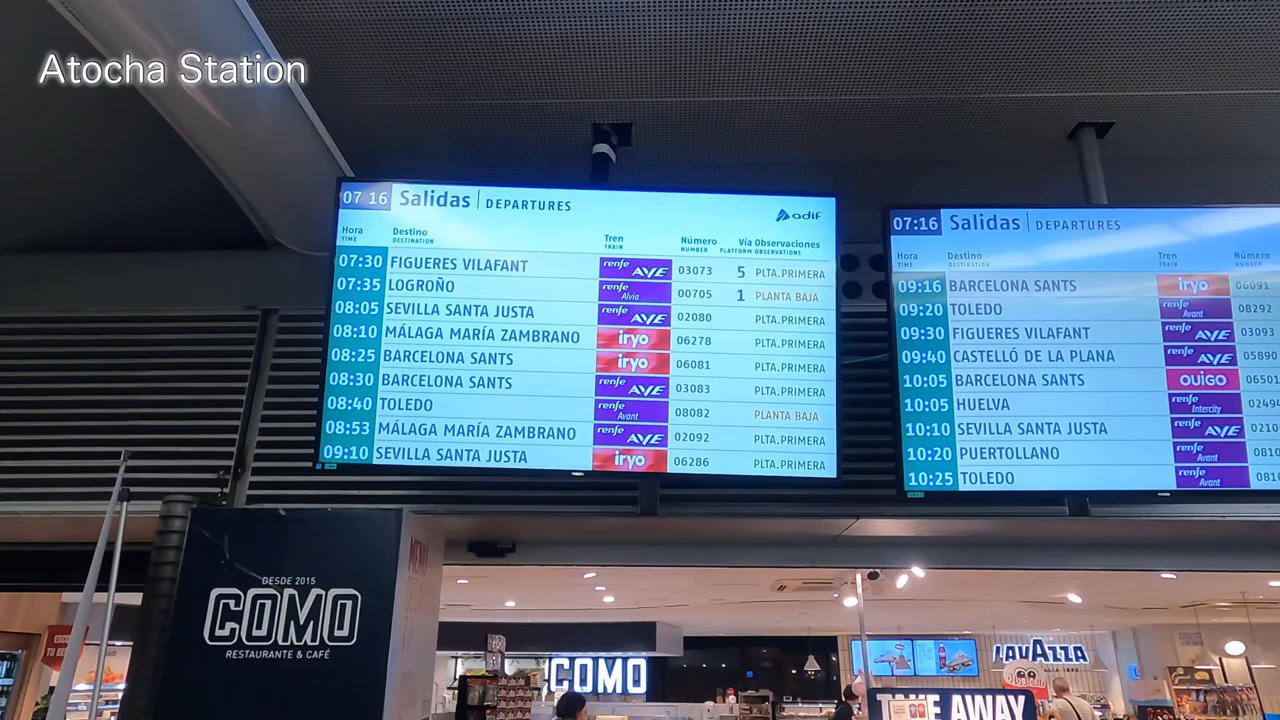 Atocha Station
07 16 Salidas | DEPARTURES
adif
Hora Destino Tren Número Vía Observaciones
TIME DESTINATION TRAIN NUMBER PLATFORM OBSERVATIONS
07:30 FIGUERES VILAFANT renfe AVE 03073 5 PLTA.PRIMERA
07:35 LOGROÑO renfe Alvia 00705 1 PLANTA BAJA
08:05 SEVILLA SANTA JUSTA renfe AVE 02080 PLTA.PRIMERA
08:10 MÁLAGA MARÍA ZAMBRANO iryo 06278 PLTA.PRIMERA
08:25 BARCELONA SANTS iryo 06081 PLTA.PRIMERA
08:30 BARCELONA SANTS renfe AVE 03083 PLTA.PRIMERA
08:40 TOLEDO renfe Avant 08082 PLANTA BAJA
08:53 MÁLAGA MARÍA ZAMBRANO renfe AVE 02092 PLTA.PRIMERA
09:10 SEVILLA SANTA JUSTA iryo 06286 PLTA.PRIMERA
07:16 Salidas | DEPARTURES
Hora Destino Tren Número
TIME DESTINATION TRAIN NUMBER
09:16 BARCELONA SANTS iryo 06091
09:20 TOLEDO renfe Avant 08292
09:30 FIGUERES VILAFANT renfe AVE 03093
09:40 CASTELLÓ DE LA PLANA renfe AVE 05890
10:05 BARCELONA SANTS OUIGO 06501
10:05 HUELVA renfe Intercity 0249
10:10 SEVILLA SANTA JUSTA renfe AVE 0210
10:20 PUERTOLLANO renfe Avant 0810
10:25 TOLEDO renfe Avant 081
DESDE 2015
COMO
RESTAURANTE & CAFÉ
MENU
COMO
LAVAZZA
TAKE AWAY